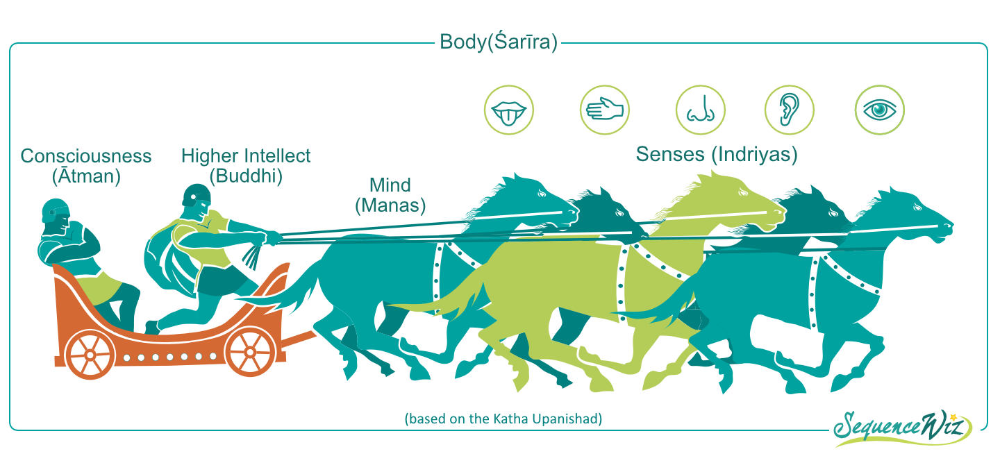 Body(Śarīra)
Consciousness
(Ātman)
Higher Intellect
(Buddhi)
Mind
(Manas)
Senses (Indriyas)
(based on the Katha Upanishad)
SequenceWiz